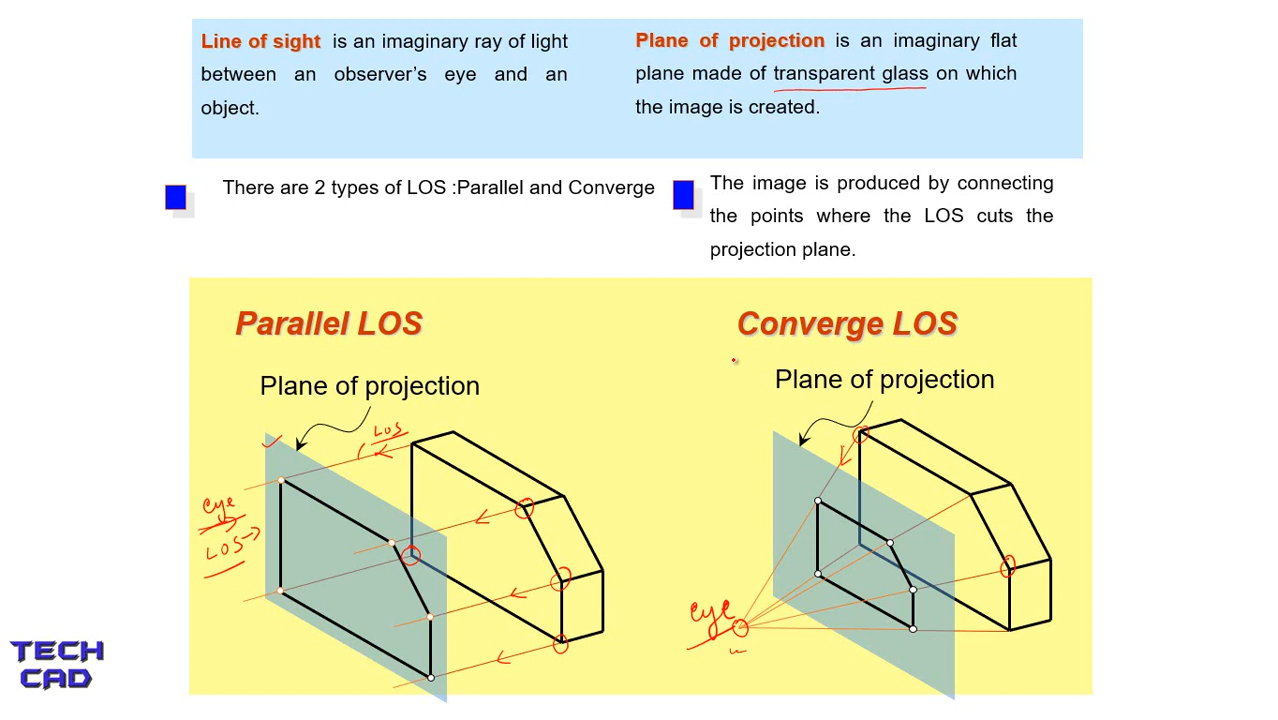 Line of sight is an imaginary ray of light
between an observer's eye and an
object.
Plane of projection is an imaginary flat
plane made of transparent glass on which
the image is created.
There are 2 types of LOS :Parallel and Converge
The image is produced by connecting
the points where the LOS cuts the
projection plane.
Parallel LOS
Plane of projection
LOS
eye
LOS
Converge LOS
Plane of projection
eye
TECH
CAD